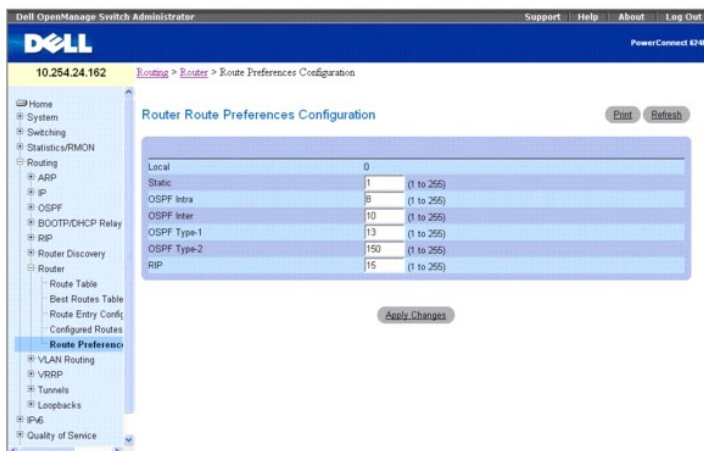 Dell OpenManage Switch Administrator
Support Help About Log Out
DELL
PowerConnect 6248
10.254.24.162
Routing > Router > Route Preferences Configuration
Home
System
Switching
Statistics/RMON
Routing
ARP
IP
OSPF
BOOTP/DHCP Relay
RIP
Router Discovery
Router
Route Table
Best Routes Table
Route Entry Config
Configured Routes
Route Preference
VLAN Routing
VRRP
Tunnels
Loopbacks
IPv6
Quality of Service
Router Route Preferences Configuration
Print Refresh
Local 0
Static 1 (1 to 255)
OSPF Intra 8 (1 to 255)
OSPF Inter 10 (1 to 255)
OSPF Type-1 13 (1 to 255)
OSPF Type-2 150 (1 to 255)
RIP 15 (1 to 255)
Apply Changes